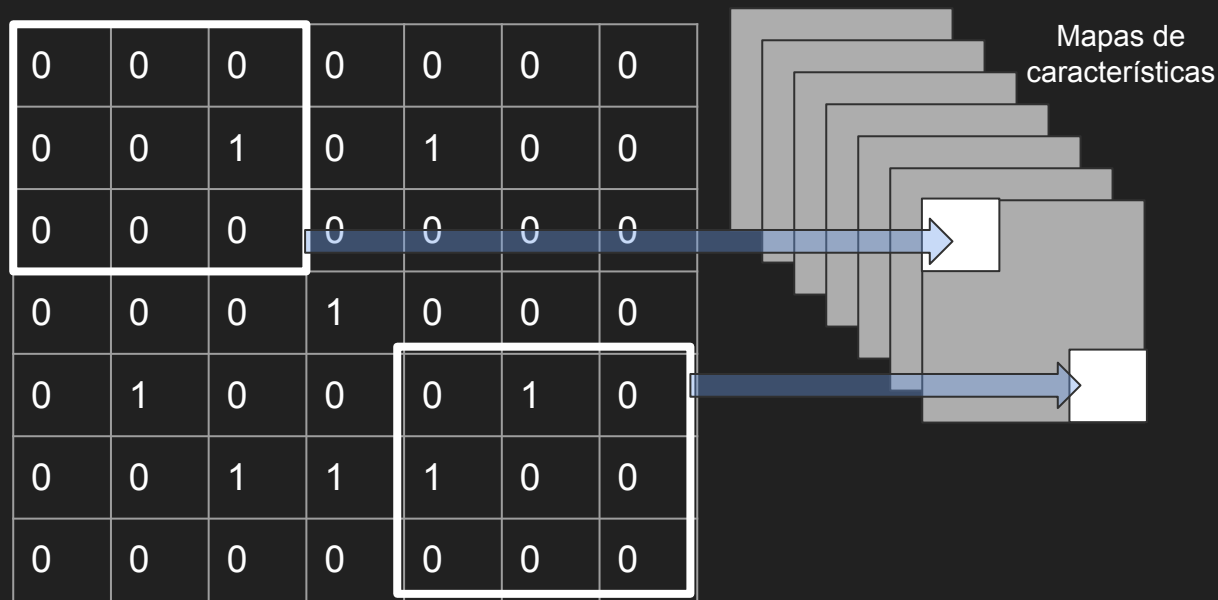 Mapas de
características
0 0 0 0 0 0 0
0 0 1 0 1 0 0
0 0 0 0 0 0 0
0 0 0 1 0 0 0
0 1 0 0 0 1 0
0 0 1 1 1 0 0
0 0 0 0 0 0 0